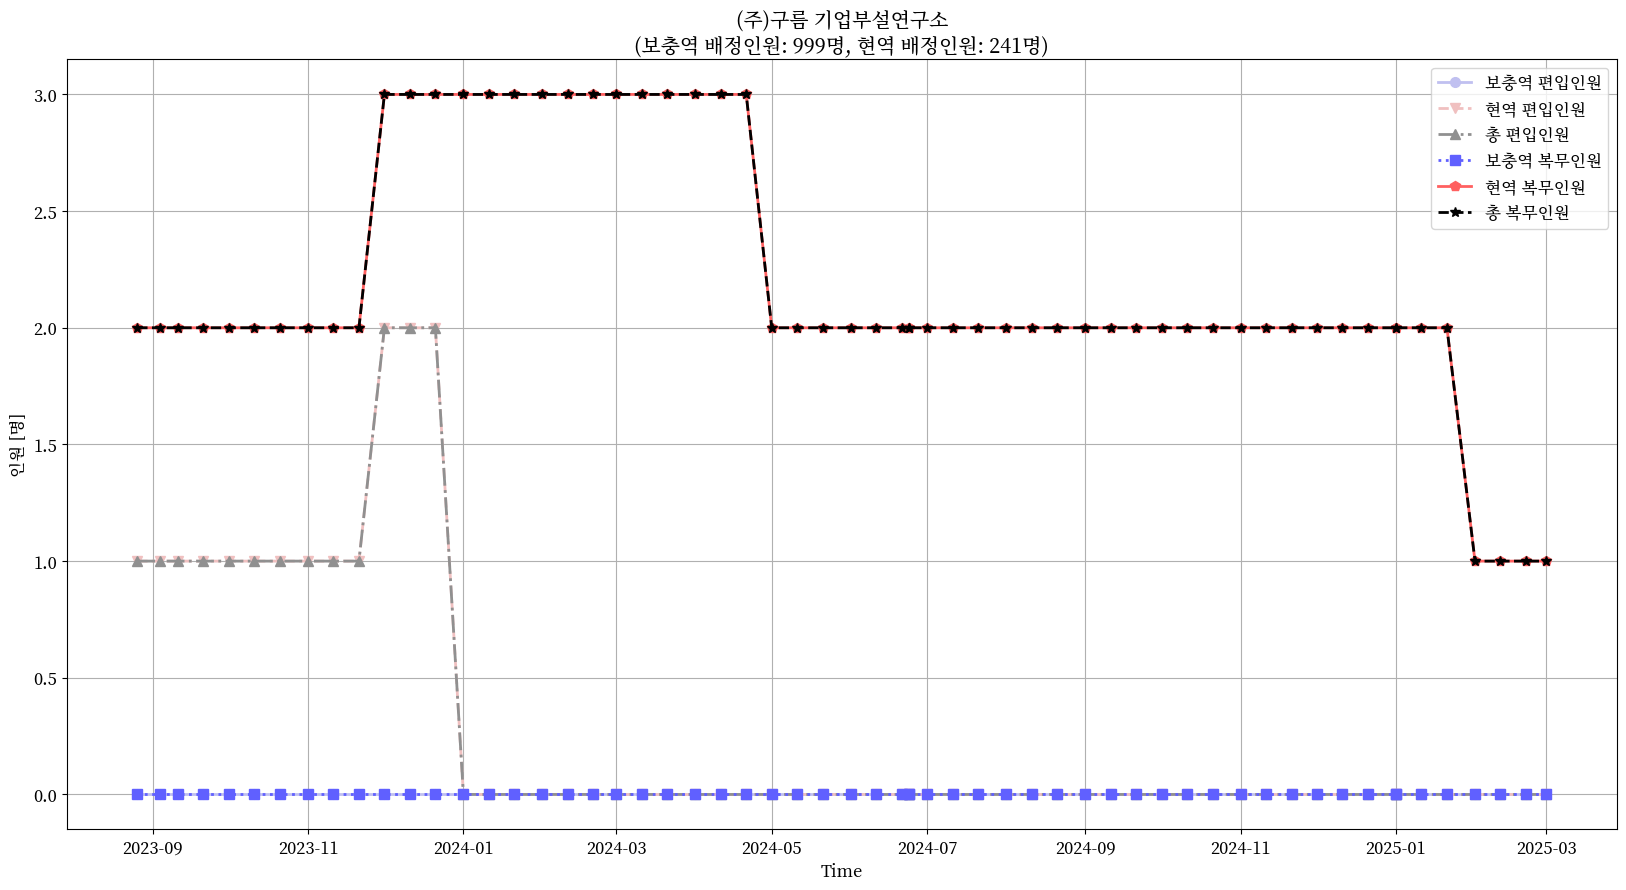 (주)구름 기업부설연구소
(보충역 배정인원: 999명, 현역 배정인원: 241명)
보충역 편입인원
현역 편입인원
총 편입인원
보충역 복무인원
현역 복무인원
총 복무인원
인원 [명]
3.0
2.5
2.0
1.5
1.0
0.5
0.0
2023-09
2023-11
2024-01
2024-03
2024-05
2024-07
2024-09
2024-11
2025-01
2025-03
Time